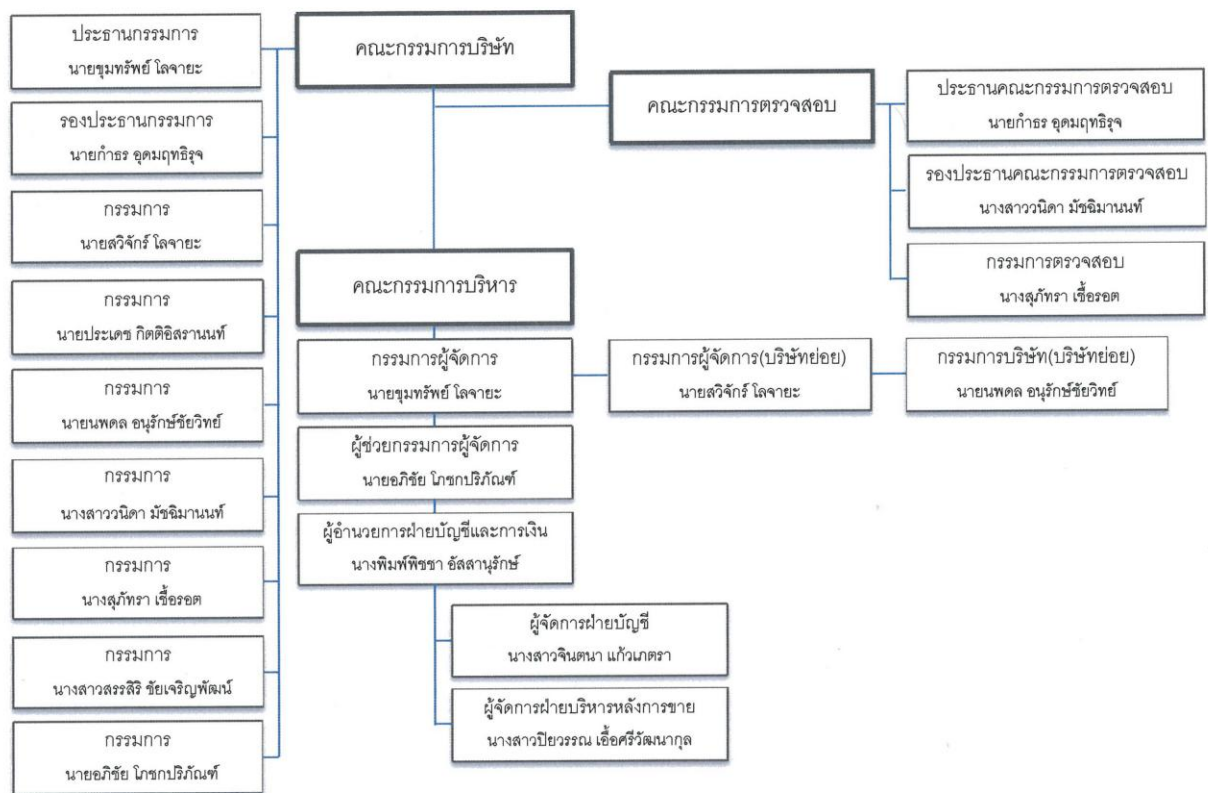 ประธานกรรมการ
นายขุมทรัพย์ โลจายะ
รองประธานกรรมการ
นายกำธร อุดมฤทธิรุจ
กรรมการ
นายสวิจักร์ โลจายะ
กรรมการ
นายประเดช กิตติอิสรานนท์
กรรมการ
นายนพดล อนุรักษ์ชัยวิทย์
กรรมการ
นางสาววนิดา มัชฉิมานนท์
กรรมการ
นางสุภัทรา เชื้อรอต
กรรมการ
นางสาวสรรสิริ ชัยเจริญพัฒน์
กรรมการ
นายอภิชัย โภชกปริภัณฑ์
คณะกรรมการบริษัท
คณะกรรมการตรวจสอบ
ประธานคณะกรรมการตรวจสอบ
นายกำธร อุดมฤทธิรุจ
รองประธานคณะกรรมการตรวจสอบ
นางสาววนิดา มัชฉิมานนท์
กรรมการตรวจสอบ
นางสุภัทรา เชื้อรอต
คณะกรรมการบริหาร
กรรมการผู้จัดการ
นายขุมทรัพย์ โลจายะ
กรรมการผู้จัดการ(บริษัทย่อย)
นายสวิจักร์ โลจายะ
กรรมการบริษัท(บริษัทย่อย)
นายนพดล อนุรักษ์ชัยวิทย์
ผู้ช่วยกรรมการผู้จัดการ
นายอภิชัย โภชกปริภัณฑ์
ผู้อำนวยการฝ่ายบัญชีและการเงิน
นางพิมพ์พิชชา อัสสานุรักษ์
ผู้จัดการฝ่ายบัญชี
นางสาวจินตนา แก้วเภตรา
ผู้จัดการฝ่ายบริหารหลังการขาย
นางสาวปิยวรรณ เอื้อศรีวัฒนากุล